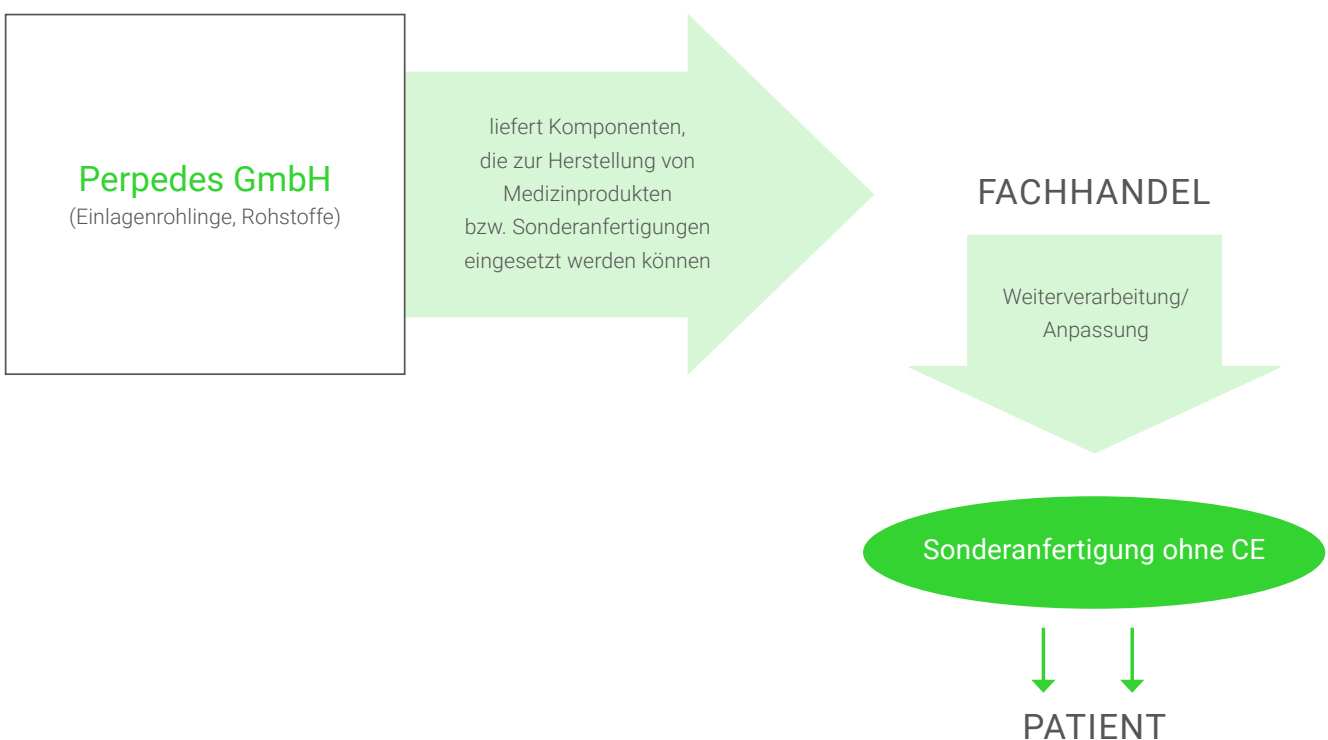 Perpedes GmbH
(Einlagenrohlinge, Rohstoffe)
liefert Komponenten,
die zur Herstellung von
Medizinprodukten
bzw. Sonderanfertigungen
eingesetzt werden können
FACHHANDEL
Weiterverarbeitung/
Anpassung
Sonderanfertigung ohne CE
PATIENT